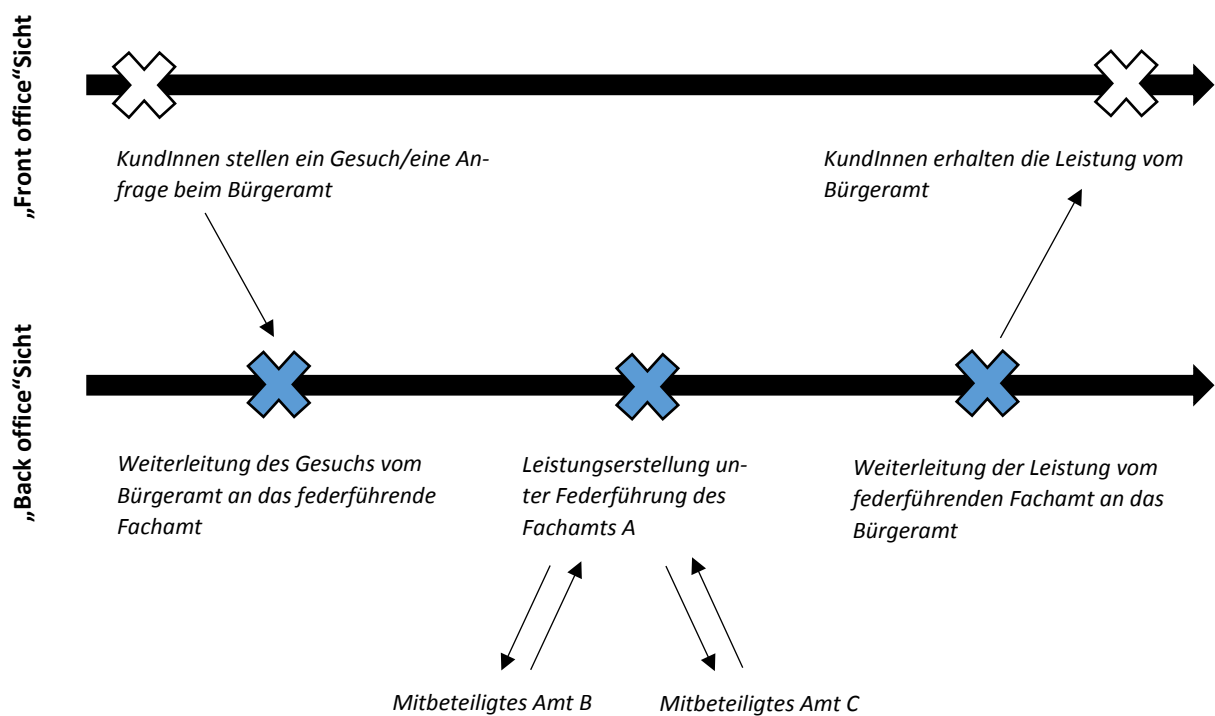 „Front office“Sicht
KundInnen stellen ein Gesuch/eine An-
frage beim Bürgeramt
KundInnen erhalten die Leistung vom
Bürgeramt
„Back office“Sicht
Weiterleitung des Gesuchs vom
Bürgeramt an das federführende
Fachamt
Leistungserstellung un-
ter Federführung des
Fachamts A
Weiterleitung der Leistung vom
federführenden Fachamt an das
Bürgeramt
Mitbeteiligtes Amt B
Mitbeteiligtes Amt C